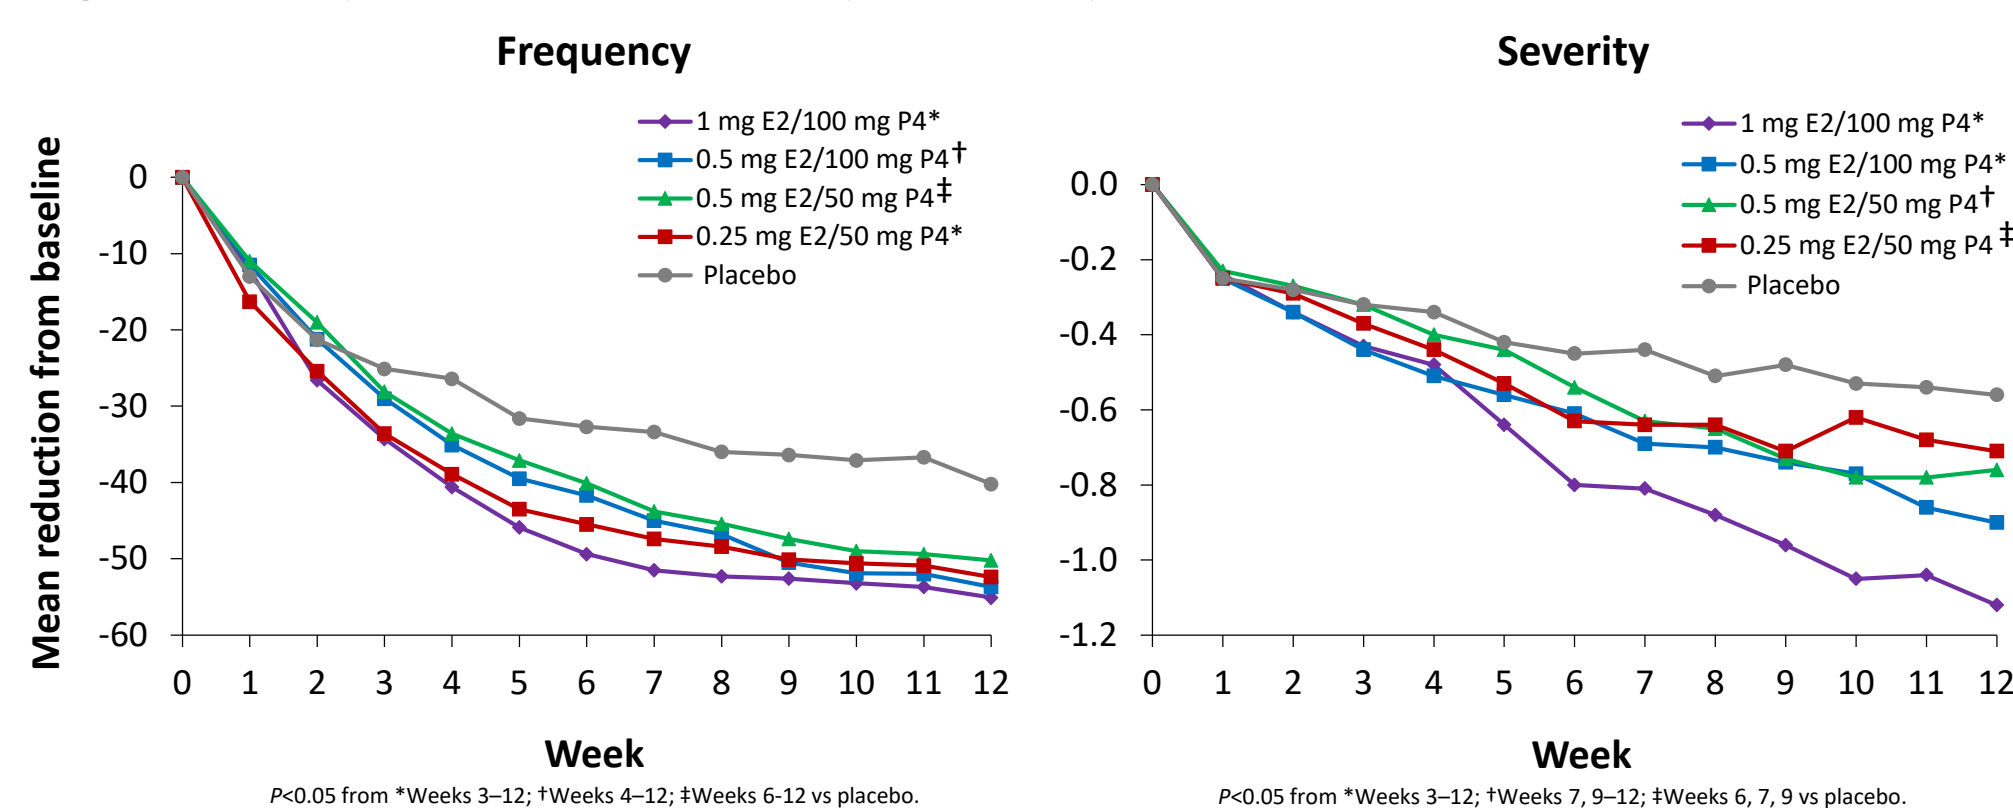 Frequency
1 mg E2/100 mg P4*
0.5 mg E2/100 mg P4†
0.5 mg E2/50 mg P4‡
0.25 mg E2/50 mg P4*
Placebo
Mean reduction from baseline
0
-10
-20
-30
-40
-50
-60
0 1 2 3 4 5 6 7 8 9 10 11 12
Week
P<0.05 from *Weeks 3–12; †Weeks 4–12; ‡Weeks 6-12 vs placebo.
Severity
1 mg E2/100 mg P4*
0.5 mg E2/100 mg P4*
0.5 mg E2/50 mg P4†
0.25 mg E2/50 mg P4 ‡
Placebo
0.0
-0.2
-0.4
-0.6
-0.8
-1.0
-1.2
0 1 2 3 4 5 6 7 8 9 10 11 12
Week
P<0.05 from *Weeks 3–12; †Weeks 7, 9–12; ‡Weeks 6, 7, 9 vs placebo.